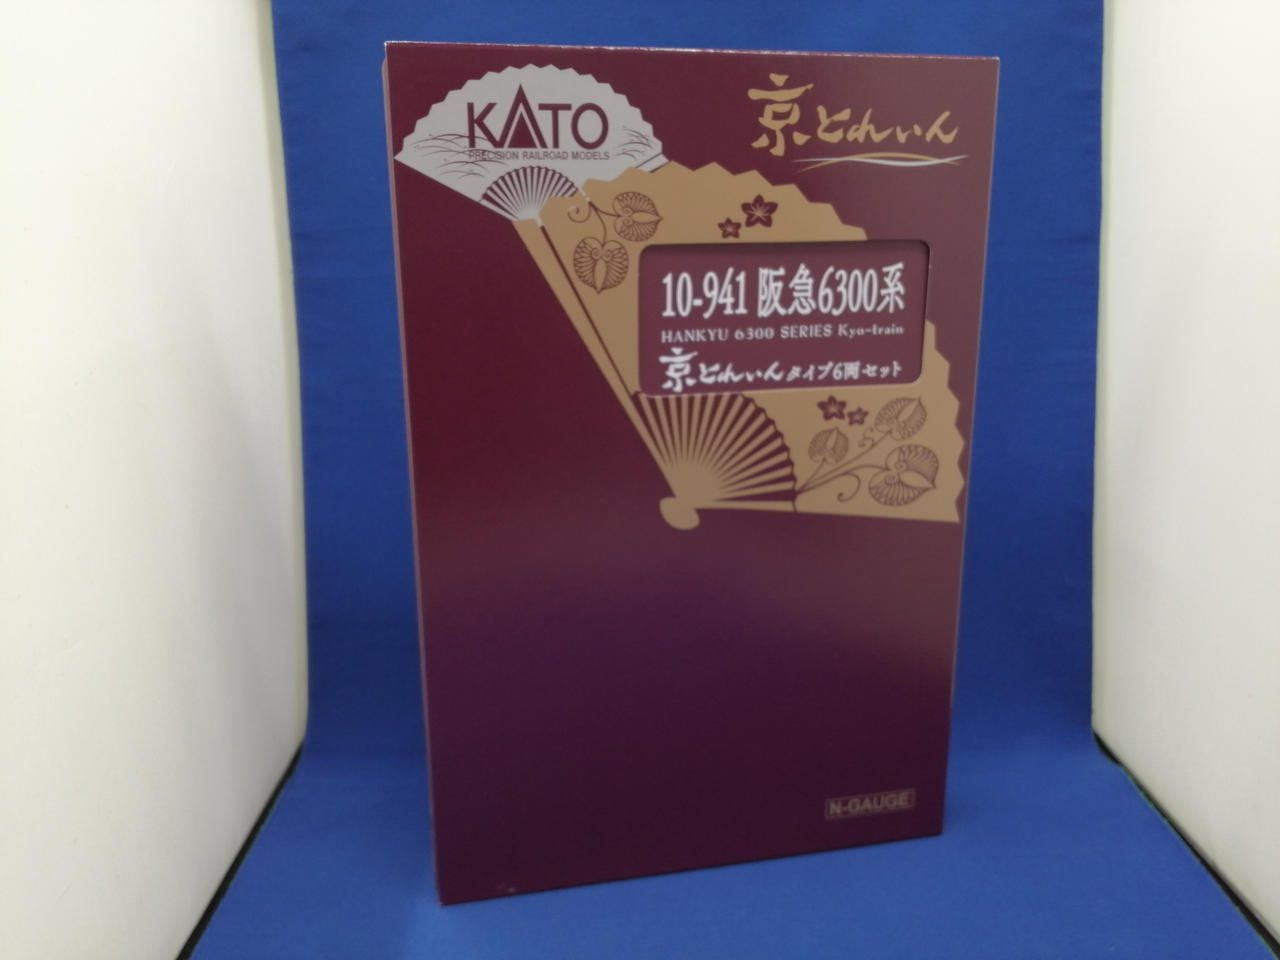 KATO
PRECISION RAILROAD MODELS
京とれいん
10-941 阪急6300系
HANKYU 6300 SERIES Kyo-train
京とれいんタイプ6両セット
N-GAUGE